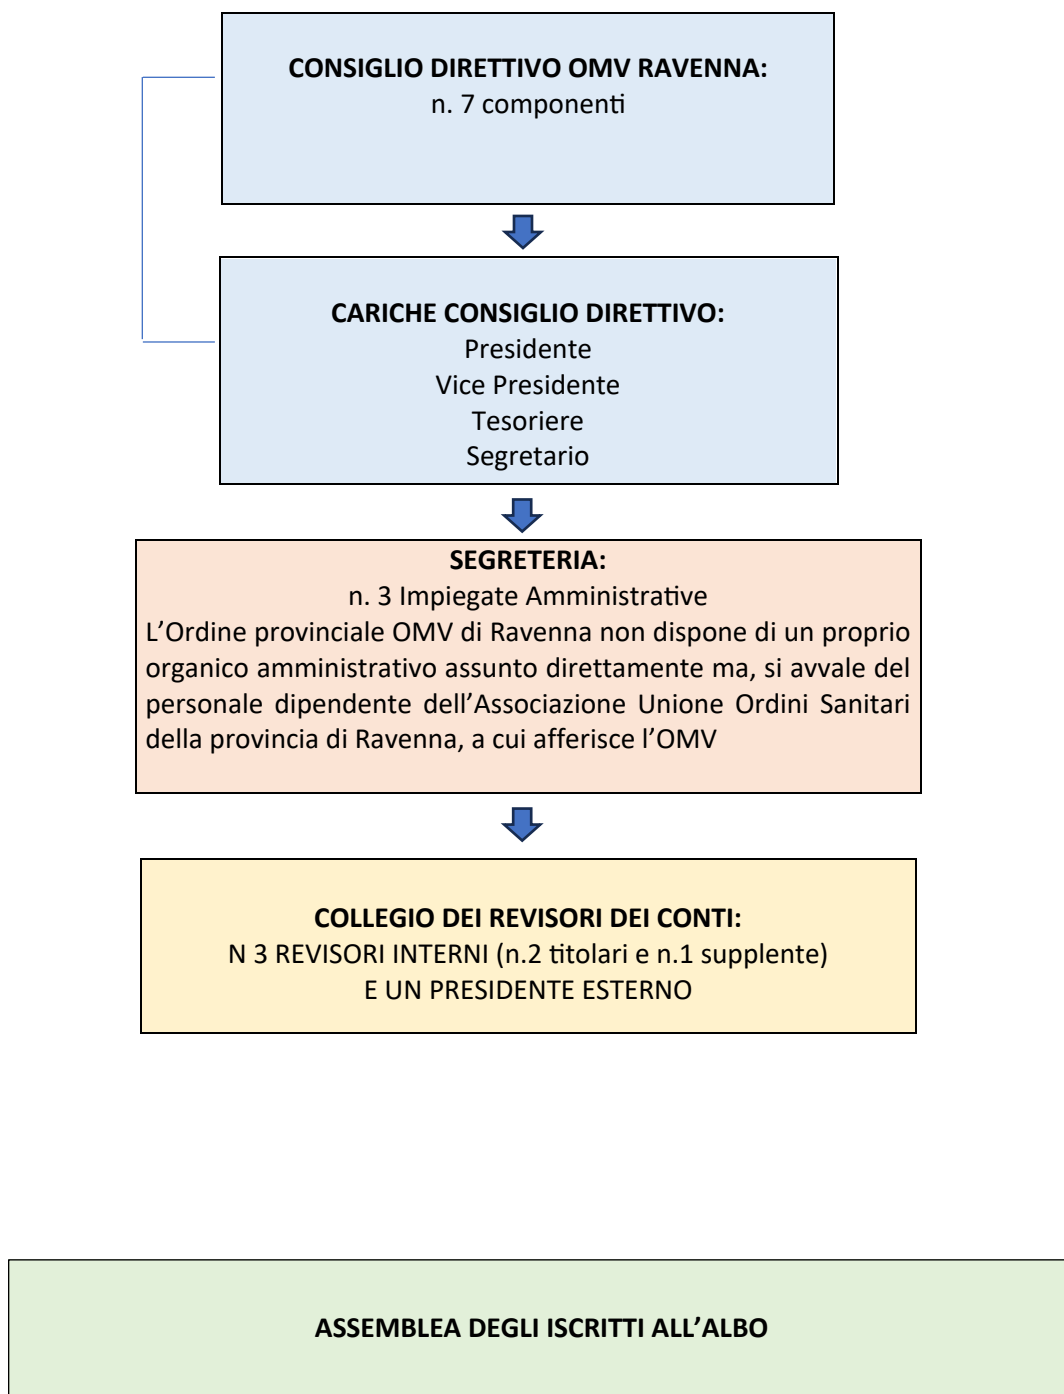 CONSIGLIO DIRETTIVO OMV RAVENNA:
n. 7 componenti
CARICHE CONSIGLIO DIRETTIVO:
Presidente
Vice Presidente
Tesoriere
Segretario
SEGRETERIA:
n. 3 Impiegate Amministrative
L’Ordine provinciale OMV di Ravenna non dispone di un proprio
organico amministrativo assunto direttamente ma, si avvale del
personale dipendente dell’Associazione Unione Ordini Sanitari
della provincia di Ravenna, a cui afferisce l’OMV
COLLEGIO DEI REVISORI DEI CONTI:
N 3 REVISORI INTERNI (n.2 titolari e n.1 supplente)
E UN PRESIDENTE ESTERNO
ASSEMBLEA DEGLI ISCRITTI ALL’ALBO